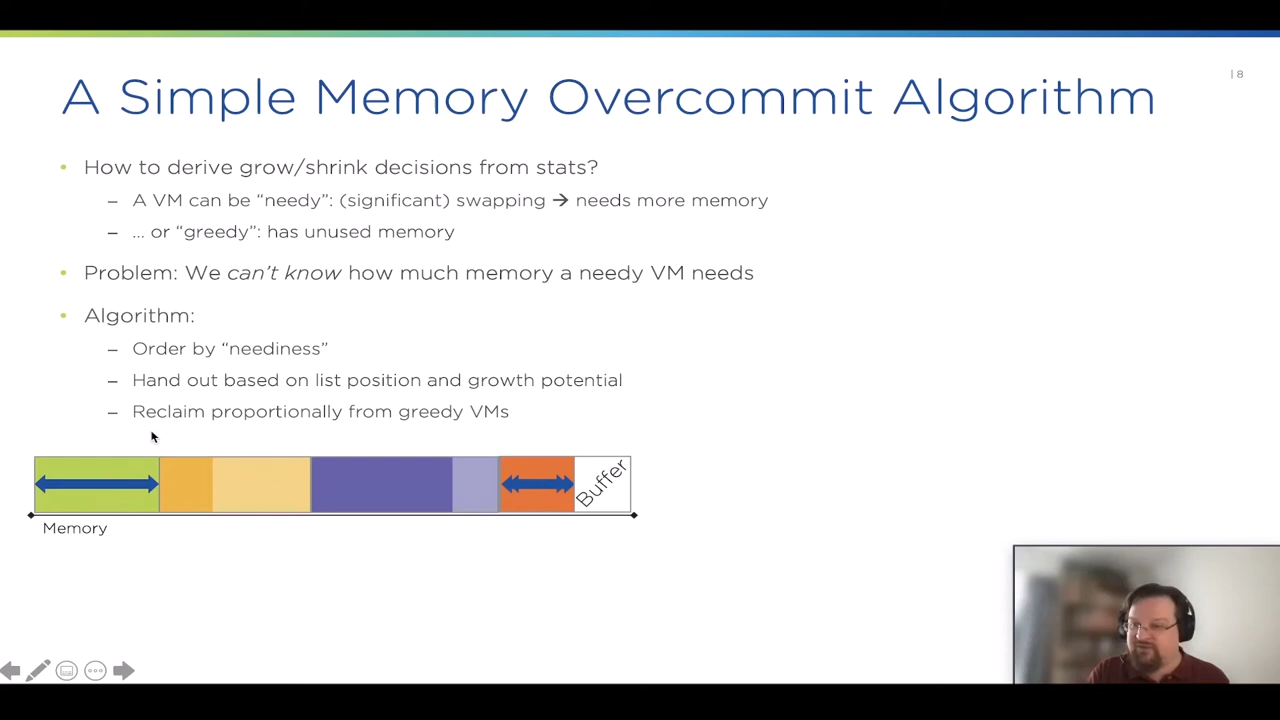 | 8
A Simple Memory Overcommit Algorithm
• How to derive grow/shrink decisions from stats?
– A VM can be “needy”: (significant) swapping → needs more memory
– … or “greedy”: has unused memory
• Problem: We can’t know how much memory a needy VM needs
• Algorithm:
– Order by “neediness”
– Hand out based on list position and growth potential
– Reclaim proportionally from greedy VMs
Buffer
Memory